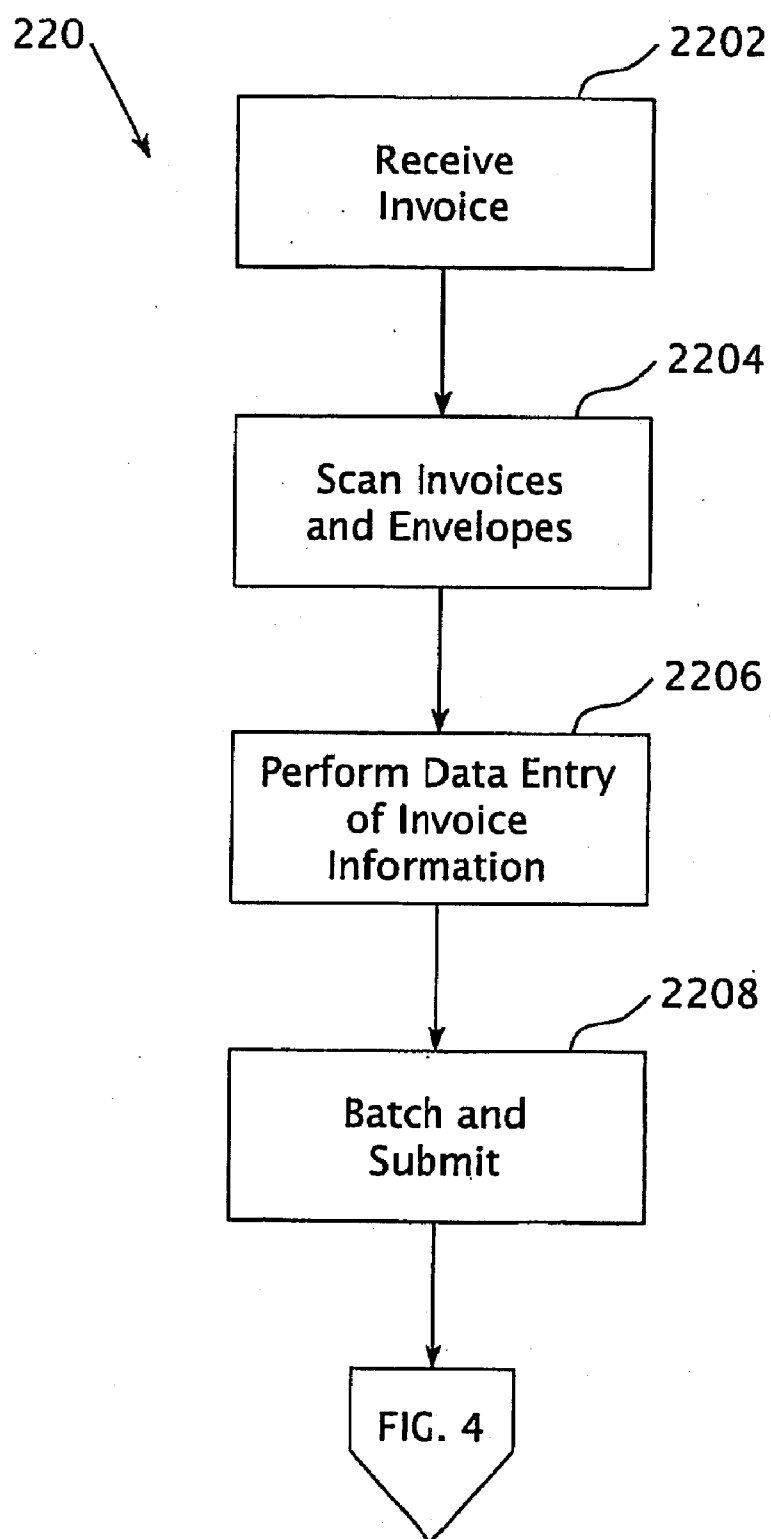 220
2202
Receive
Invoice
2204
Scan Invoices
and Envelopes
2206
Perform Data Entry
of Invoice
Information
2208
Batch and
Submit
FIG. 4